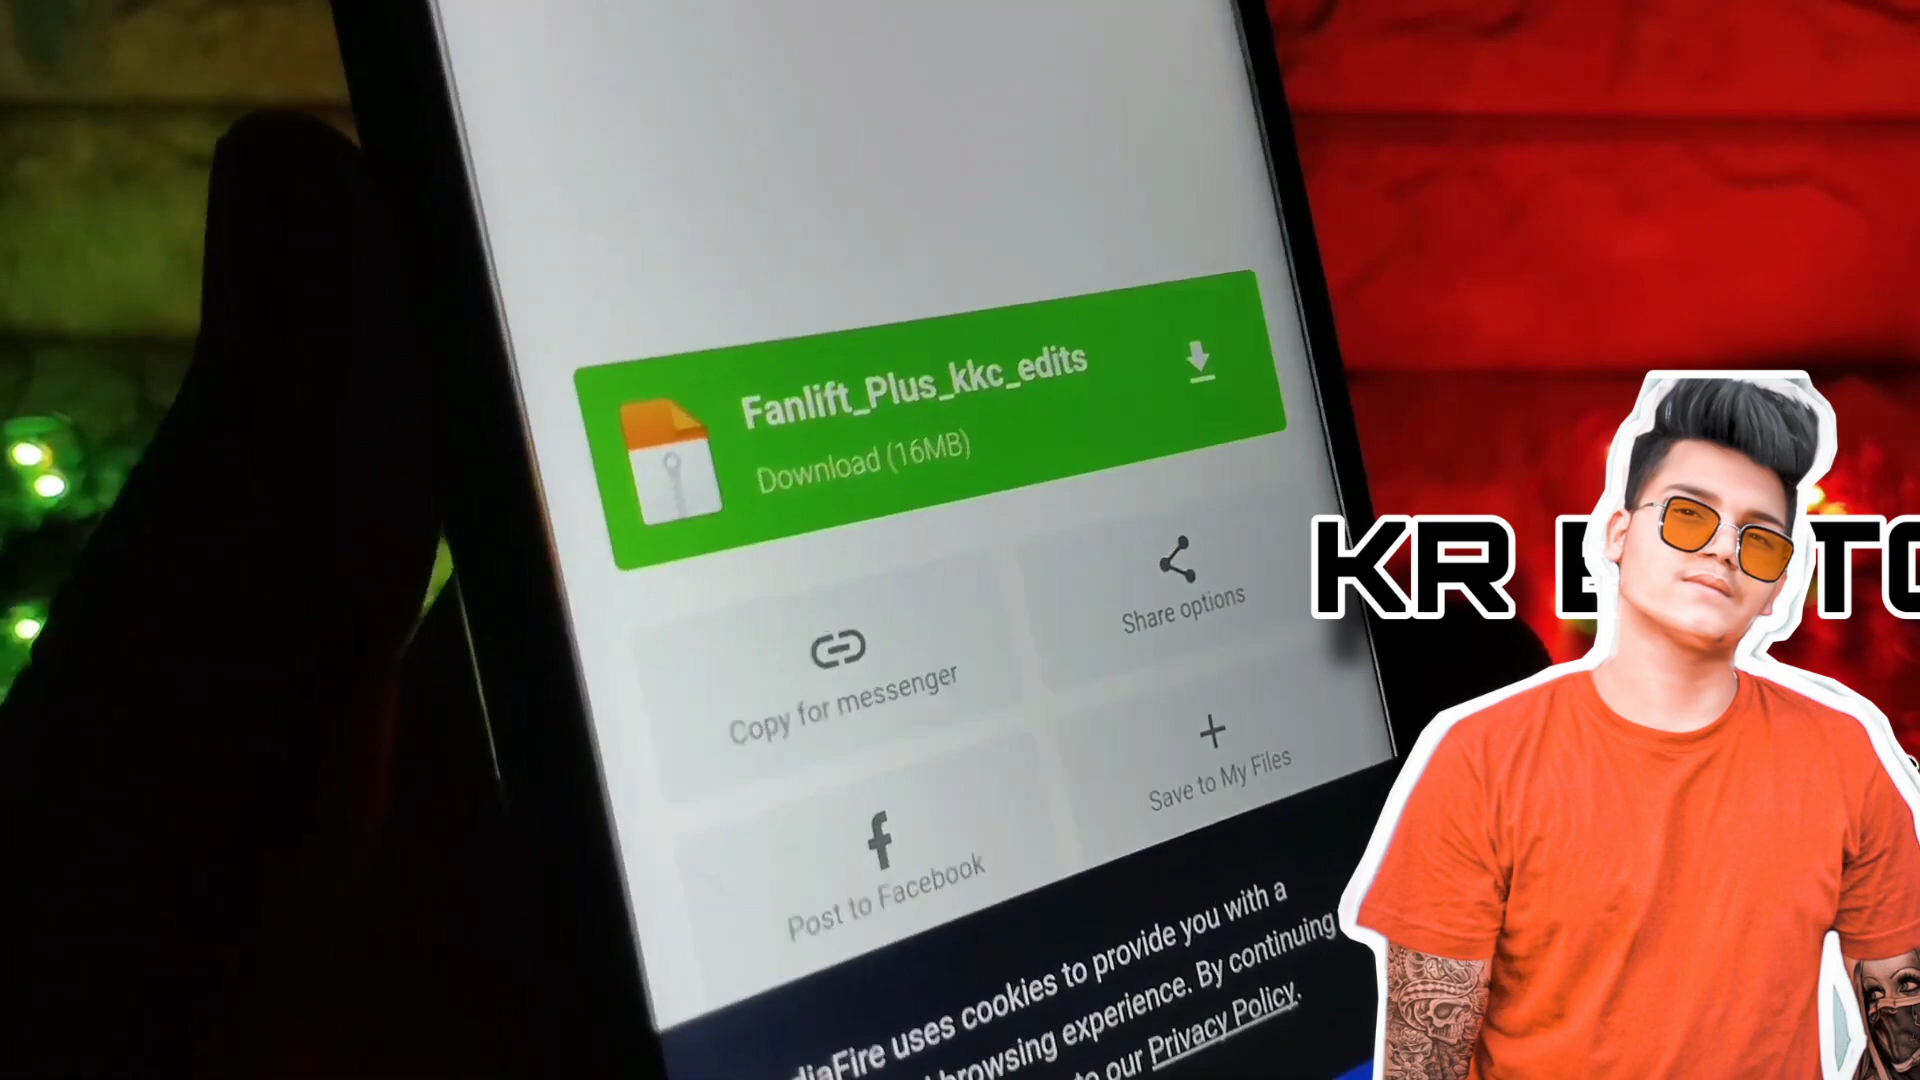 Fanlift_Plus_kkc_edits
Download (16MB)
Share options
Copy for messenger
Save to My Files
Post to Facebook
uses cookies to provide you with a
browsing experience. By continuing
to our Privacy Policy.
KR